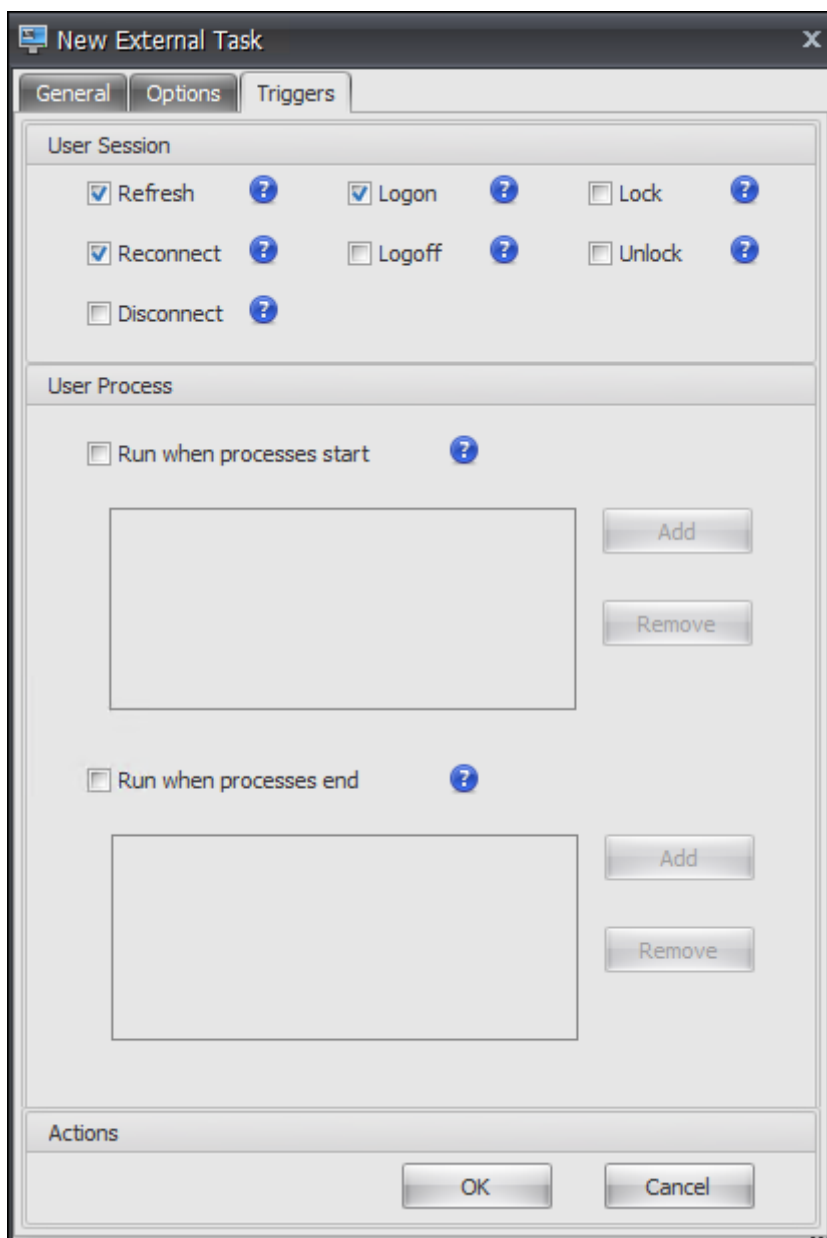 New External Task x
General Options Triggers
User Session
Refresh ? Logon ? Lock ?
Reconnect ? Logoff ? Unlock ?
Disconnect ?
User Process
Run when processes start ?
Add
Remove
Run when processes end ?
Add
Remove
Actions
OK Cancel